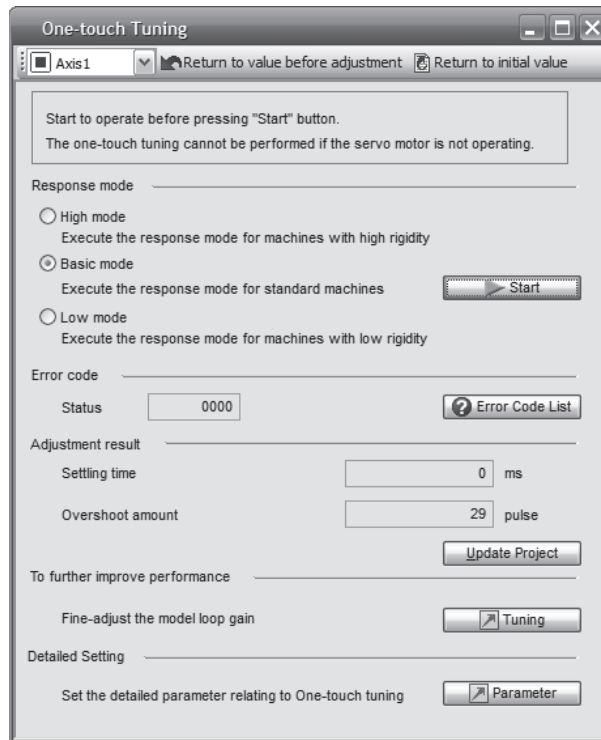 One-touch Tuning
Axis1 Return to value before adjustment Return to initial value
Start to operate before pressing "Start" button.
The one-touch tuning cannot be performed if the servo motor is not operating.
Response mode
High mode
Execute the response mode for machines with high rigidity
Basic mode
Execute the response mode for standard machines Start
Low mode
Execute the response mode for machines with low rigidity
Error code
Status 0000 Error Code List
Adjustment result
Settling time 0 ms
Overshoot amount 29 pulse
Update Project
To further improve performance
Fine-adjust the model loop gain Tuning
Detailed Setting
Set the detailed parameter relating to One-touch tuning Parameter